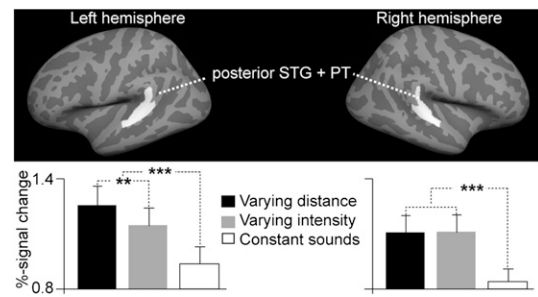 Left hemisphere
Right hemisphere
posterior STG + PT
%-signal change
1.4
0.8
**
***
Varying distance
Varying intensity
Constant sounds
***